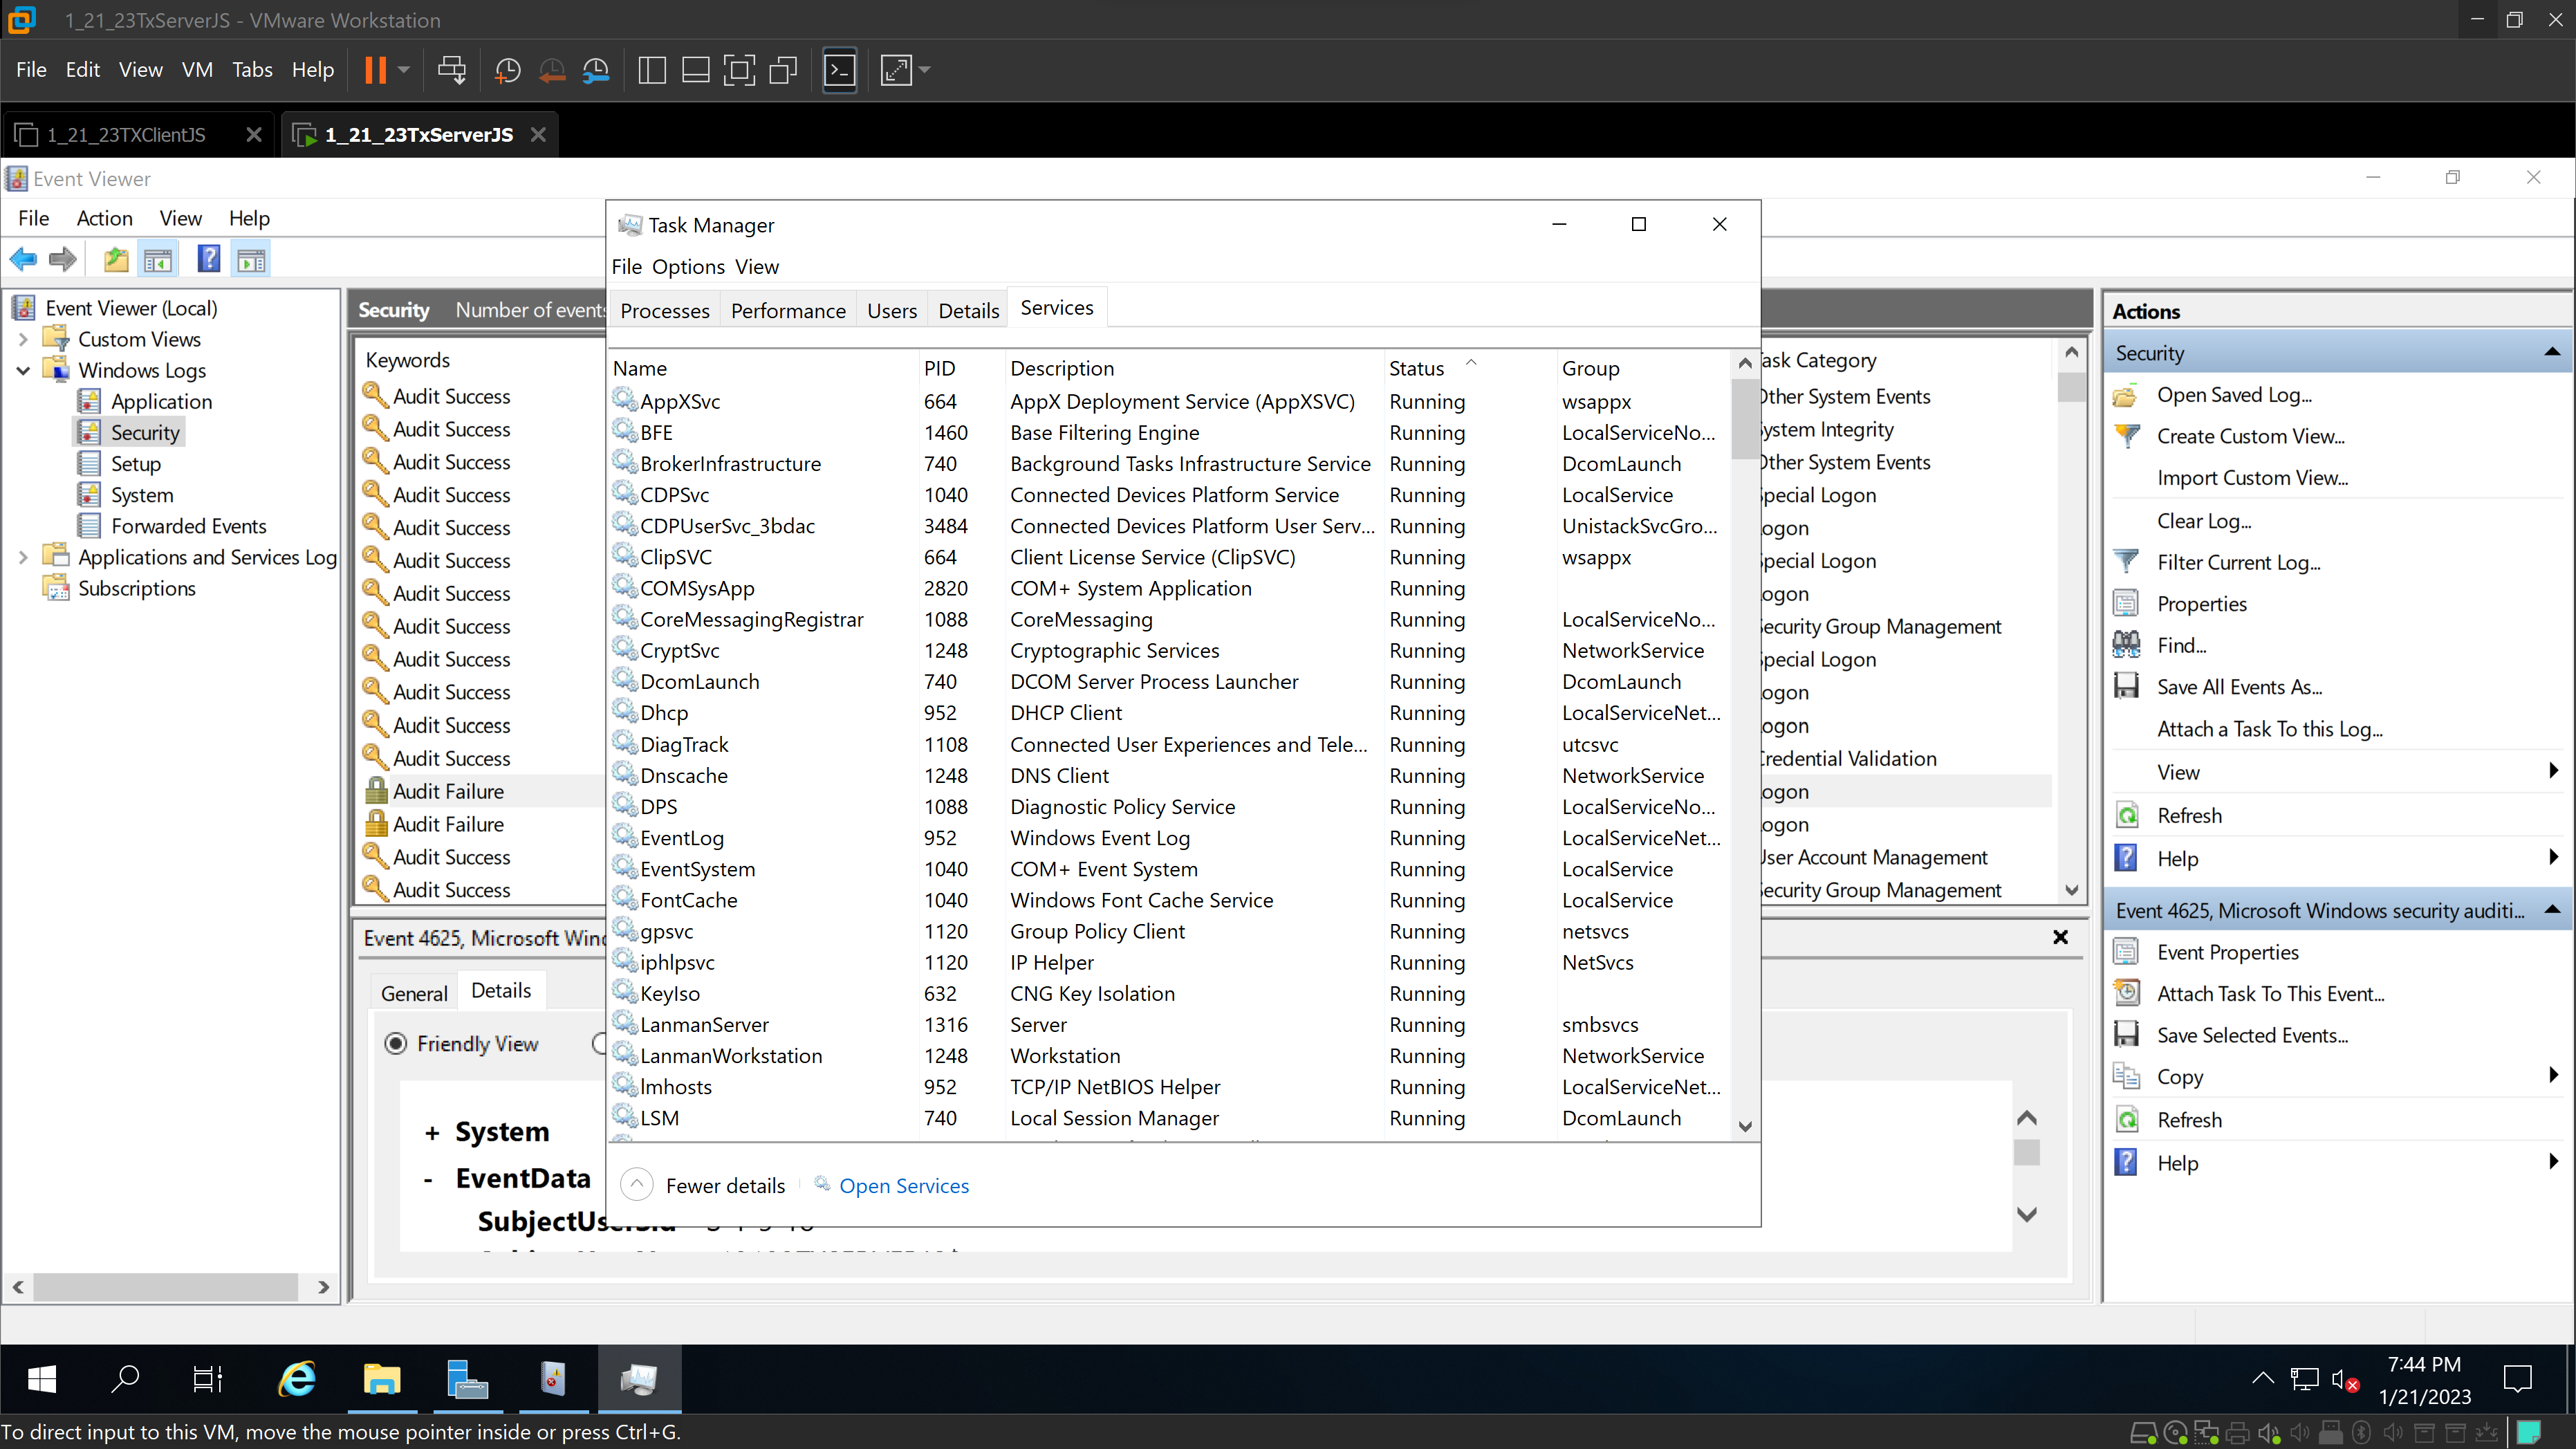 1_21_23TxServerJS - VMware Workstation
File Edit View VM Tabs Help
1_21_23TXClientJS
1_21_23TxServerJS
Event Viewer
File Action View Help
Event Viewer (Local)
Custom Views
Windows Logs
Application
Security
Setup
System
Forwarded Events
Applications and Services Log
Subscriptions
Security Number of events
Keywords
Audit Success
Audit Success
Audit Success
Audit Success
Audit Success
Audit Success
Audit Success
Audit Success
Audit Success
Audit Success
Audit Success
Audit Success
Audit Failure
Audit Failure
Audit Success
Audit Success
Event 4625, Microsoft Wind
General Details
Friendly View
+ System
- EventData
Task Manager
File Options View
Processes Performance Users Details Services
Name PID Description Status Group
AppXSvc 664 AppX Deployment Service (AppXSVC) Running wsappx
BFE 1460 Base Filtering Engine Running LocalServiceNo...
BrokerInfrastructure 740 Background Tasks Infrastructure Service Running DcomLaunch
CDPSvc 1040 Connected Devices Platform Service Running LocalService
CDPUserSvc_3bdac 3484 Connected Devices Platform User Serv... Running UnistackSvcGro...
ClipSVC 664 Client License Service (ClipSVC) Running wsappx
COMSysApp 2820 COM+ System Application Running
CoreMessagingRegistrar 1088 CoreMessaging Running LocalServiceNo...
CryptSvc 1248 Cryptographic Services Running NetworkService
DcomLaunch 740 DCOM Server Process Launcher Running DcomLaunch
Dhcp 952 DHCP Client Running LocalServiceNet...
DiagTrack 1108 Connected User Experiences and Tele... Running utcsvc
Dnscache 1248 DNS Client Running NetworkService
DPS 1088 Diagnostic Policy Service Running LocalServiceNo...
EventLog 952 Windows Event Log Running LocalServiceNet...
EventSystem 1040 COM+ Event System Running LocalService
FontCache 1040 Windows Font Cache Service Running LocalService
gpsvc 1120 Group Policy Client Running netsvcs
iphlpsvc 1120 IP Helper Running NetSvcs
KeyIso 632 CNG Key Isolation Running
LanmanServer 1316 Server Running smbsvcs
LanmanWorkstation 1248 Workstation Running NetworkService
lmhosts 952 TCP/IP NetBIOS Helper Running LocalServiceNet...
LSM 740 Local Session Manager Running DcomLaunch
Fewer details Open Services
ask Category
Other System Events
ystem Integrity
Other System Events
pecial Logon
ogon
pecial Logon
ogon
ecurity Group Management
pecial Logon
ogon
ogon
redential Validation
ogon
ogon
User Account Management
ecurity Group Management
Actions
Security
Open Saved Log...
Create Custom View...
Import Custom View...
Clear Log...
Filter Current Log...
Properties
Find...
Save All Events As...
Attach a Task To this Log...
View
Refresh
Help
Event 4625, Microsoft Windows security auditi...
Event Properties
Attach Task To This Event...
Save Selected Events...
Copy
Refresh
Help
7:44 PM
1/21/2023
To direct input to this VM, move the mouse pointer inside or press Ctrl+G.